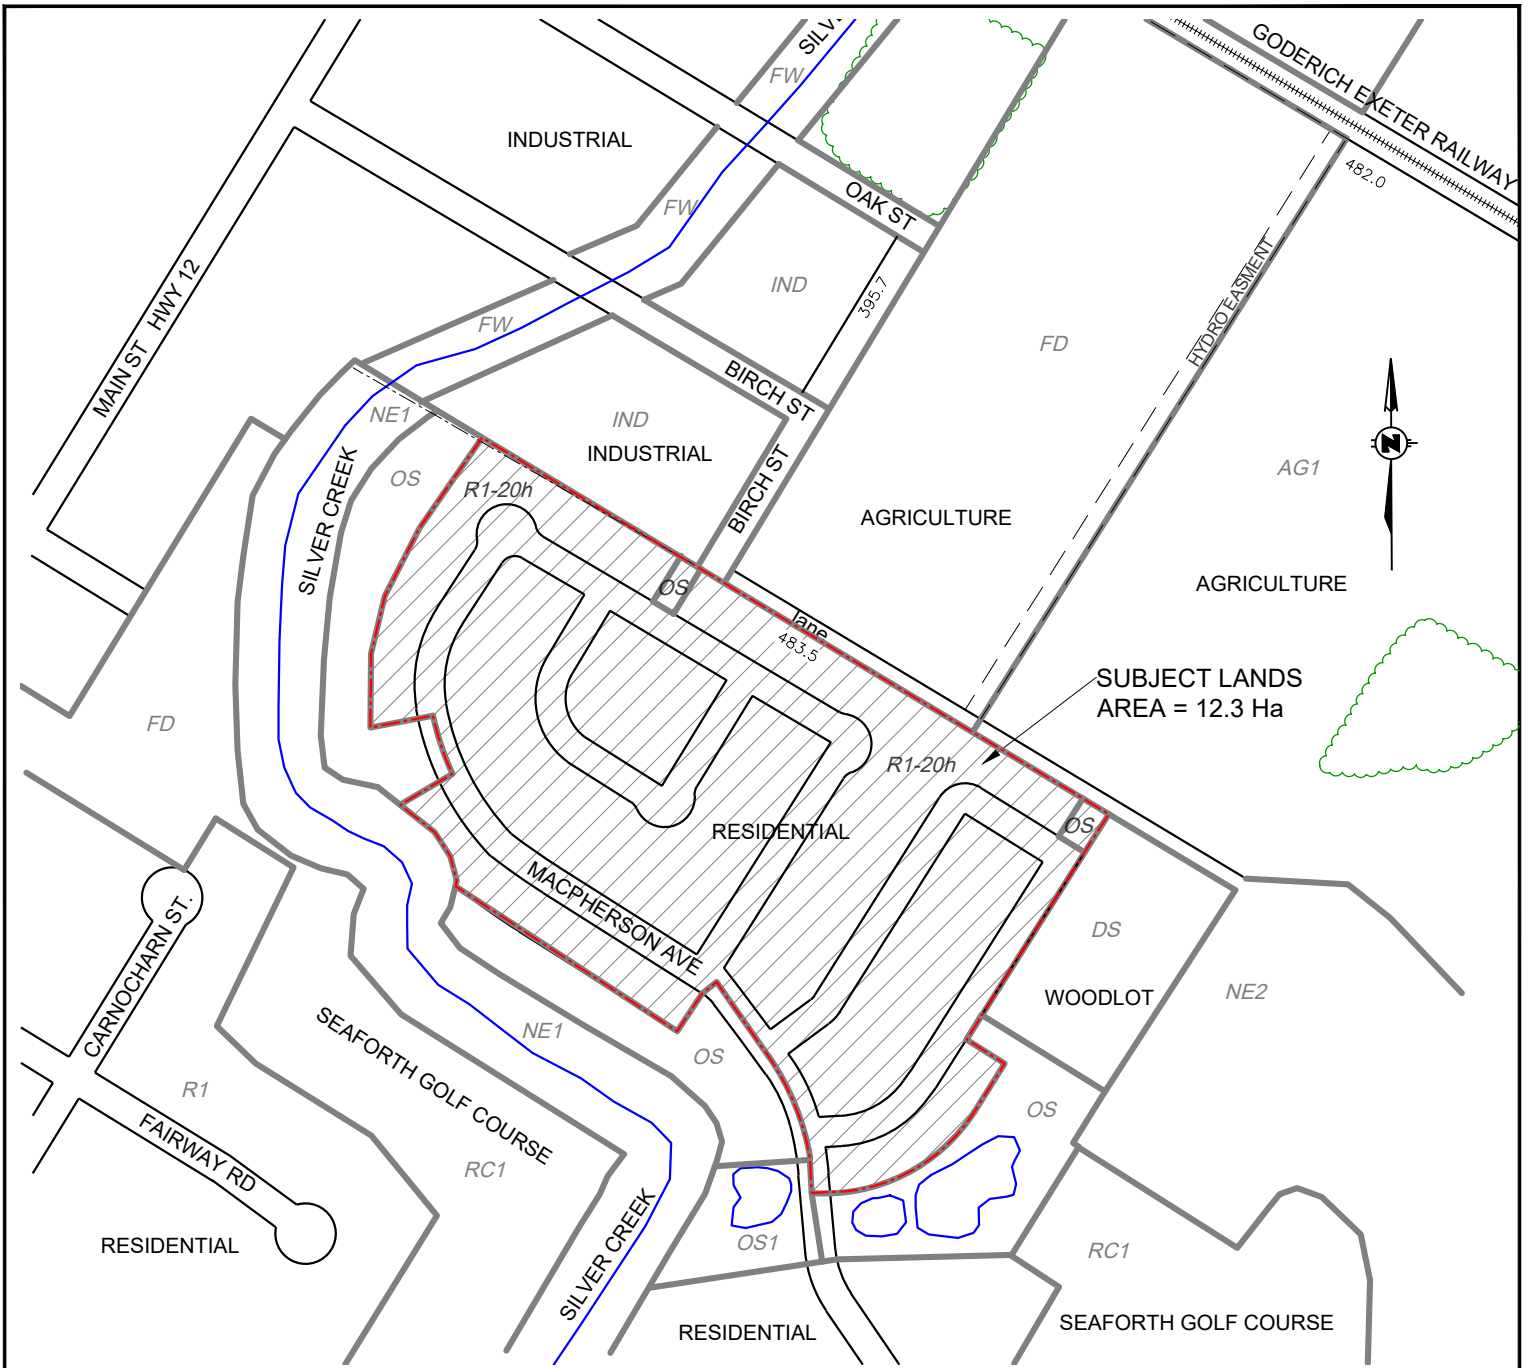 SILV
FW
GODERICH EXETER RAILWAY
482.0
INDUSTRIAL
FW
OAK ST
HYDRO EASMENT
IND
395.7
MAIN ST HWY 12
FW
FD
BIRCH ST
NE1
IND
INDUSTRIAL
SILVER CREEK
OS
R1-20h
BIRCH ST
AGRICULTURE
AG1
N
AGRICULTURE
OS
lane
483.5
SUBJECT LANDS
AREA = 12.3 Ha
FD
R1-20h
RESIDENTIAL
OS
MACPHERSON AVE
CARNOCHARN ST.
DS
WOODLOT
NE2
SEAFORTH GOLF COURSE
NE1
OS
R1
OS
FAIRWAY RD
RC1
RESIDENTIAL
SILVER CREEK
OS1
RC1
RESIDENTIAL
SEAFORTH GOLF COURSE